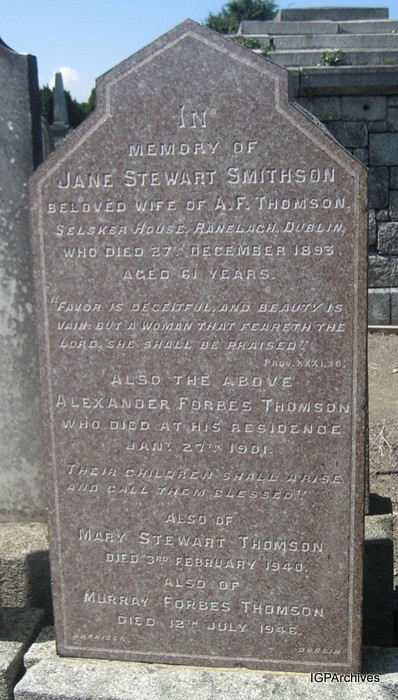 IN
MEMORY OF
JANE STEWART SMITHSON
BELOVED WIFE OF A.F. THOMSON,
SELSKER HOUSE, RANELAGH, DUBLIN,
WHO DIED 27TH DECEMBER 1893
AGED 61 YEARS.
"FAVOR IS DECEITFUL, AND BEAUTY IS
VAIN: BUT A WOMAN THAT FEARETH THE
LORD, SHE SHALL BE PRAISED".
PROV. XXXI.30.
ALSO THE ABOVE
ALEXANDER FORBES THOMSON
WHO DIED AT HIS RESIDENCE
JANY. 27TH 1901.
"THEIR CHILDREN SHALL ARISE
AND CALL THEM BLESSED".
ALSO OF
MARY STEWART THOMSON
DIED 3RD FEBRUARY 1940.
ALSO OF
MURRAY FORBES THOMSON
DIED 12TH JULY 1946.
HARRISON DUBLIN
IGPArchives